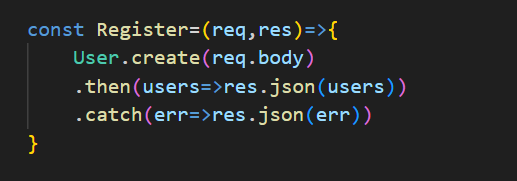 const Register=(req,res)=>{
    User.create(req.body)
    .then(users=>res.json(users))
    .catch(err=>res.json(err))
}